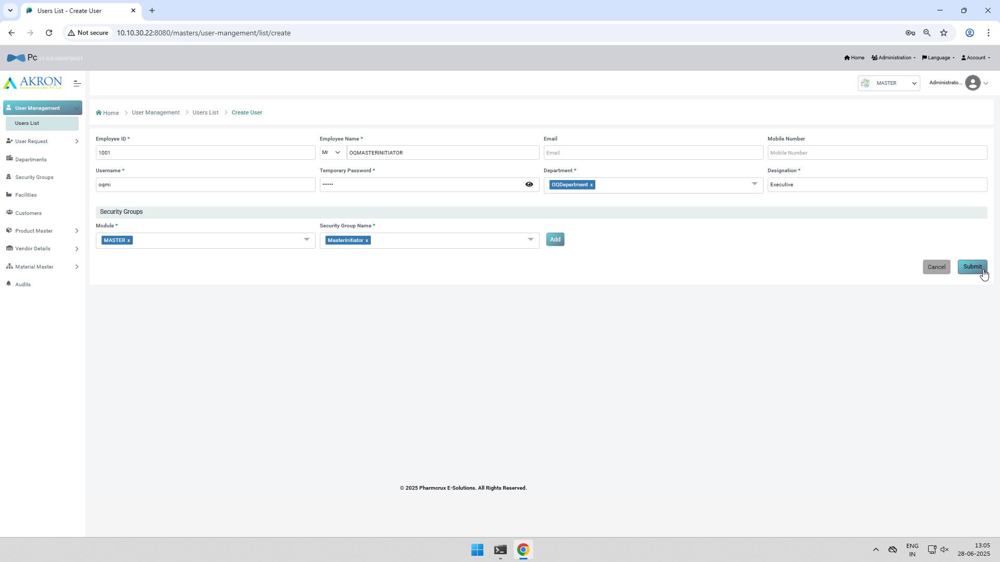 Users List - Create User
Not secure
10.10.30.22:8080/masters/user-mangement/list/create
Pc v1.0.0-SNAPSHOT
Home
Administration
Language
Account
AKRON
Formulations India Pvt. Ltd
MASTER
Administrato...
User Management
Users List
User Request
Departments
Security Groups
Facilities
Customers
Product Master
Vendor Details
Material Master
Audits
Home > User Management > Users List > Create User
Employee ID *
Employee Name *
Email
Mobile Number
1001
Mr
OQMASTERINITIATOR
Email
Mobile Number
Username *
Temporary Password *
Department *
Designation *
oqmi
······
OQDepartment x
Executive
Security Groups
Module *
Security Group Name *
MASTER x
MasterInitiator x
Add
Cancel
Submit
© 2025 Pharmcrux E-Solutions. All Rights Reserved.
ENG
IN
13:05
28-06-2025